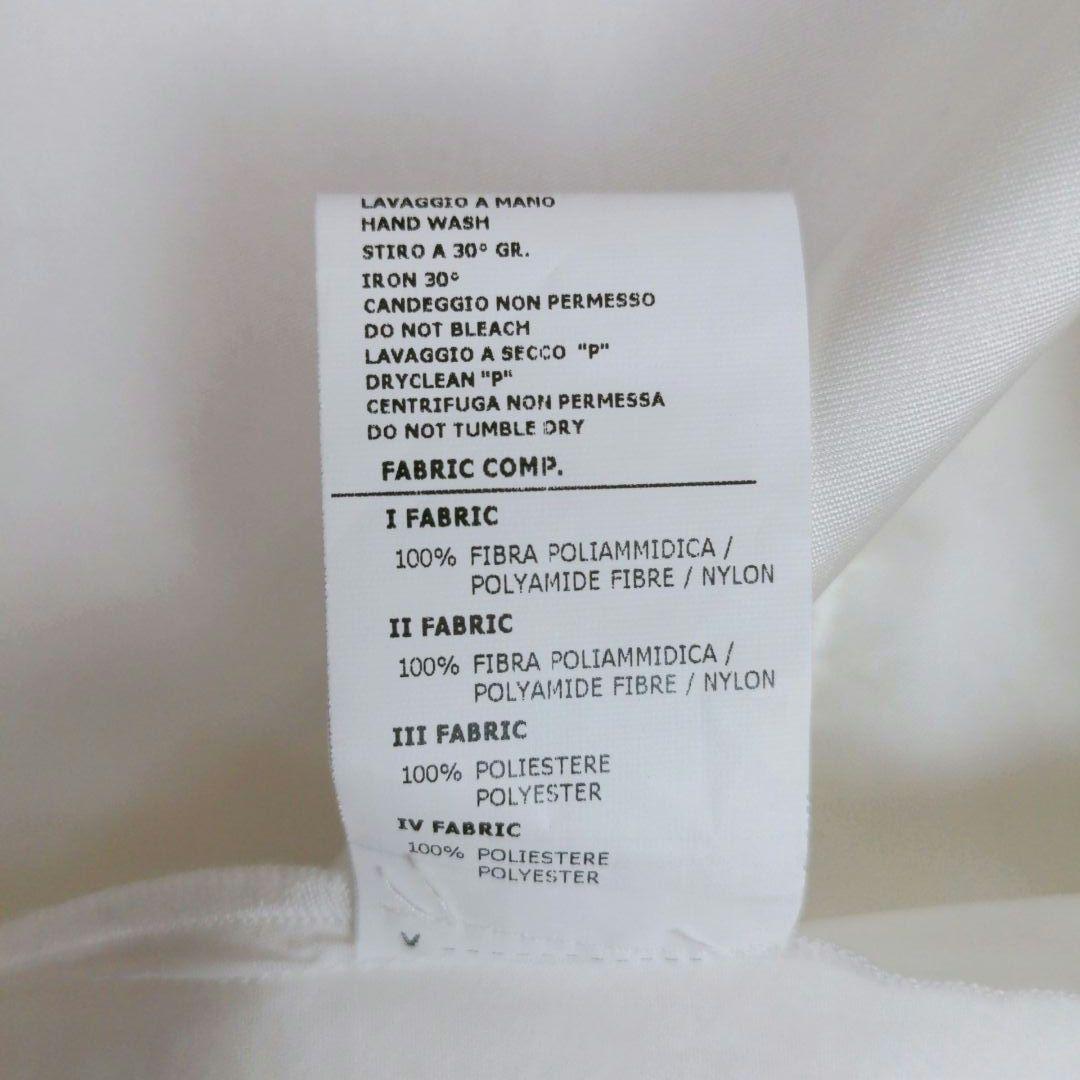 LAVAGGIO A MANO
HAND WASH
STIRO A 30° GR.
IRON 30°
CANDEGGIO NON PERMESSO
DO NOT BLEACH
LAVAGGIO A SECCO "P"
DRYCLEAN "P"
CENTRIFUGA NON PERMESSA
DO NOT TUMBLE DRY
FABRIC COMP.
I FABRIC
100% FIBRA POLIAMMIDICA /
POLYAMIDE FIBRE / NYLON
II FABRIC
100% FIBRA POLIAMMIDICA /
POLYAMIDE FIBRE / NYLON
III FABRIC
100% POLIESTERE
POLYESTER
IV FABRIC
100% POLIESTERE
POLYESTER